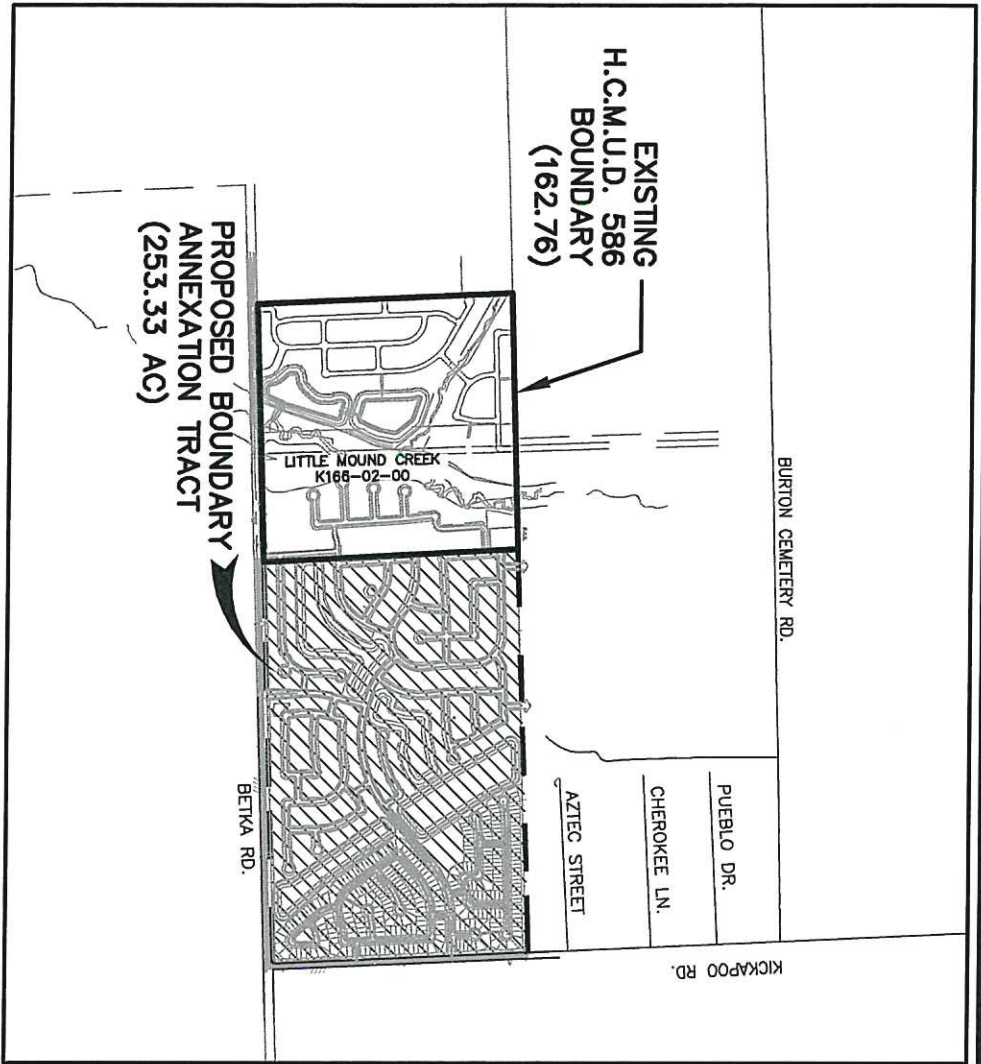 EXISTING
H.C.M.U.D. 586
BOUNDARY
(162.76)
BURTON CEMETERY RD.
LITTLE MOUND CREEK
K166-02-00
PROPOSED BOUNDARY
ANNEXATION TRACT
(253.33 AC)
PUEBLO DR.
CHEROKEE LN.
AZTEC STREET
BETKA RD.
KICKAPOO RD.